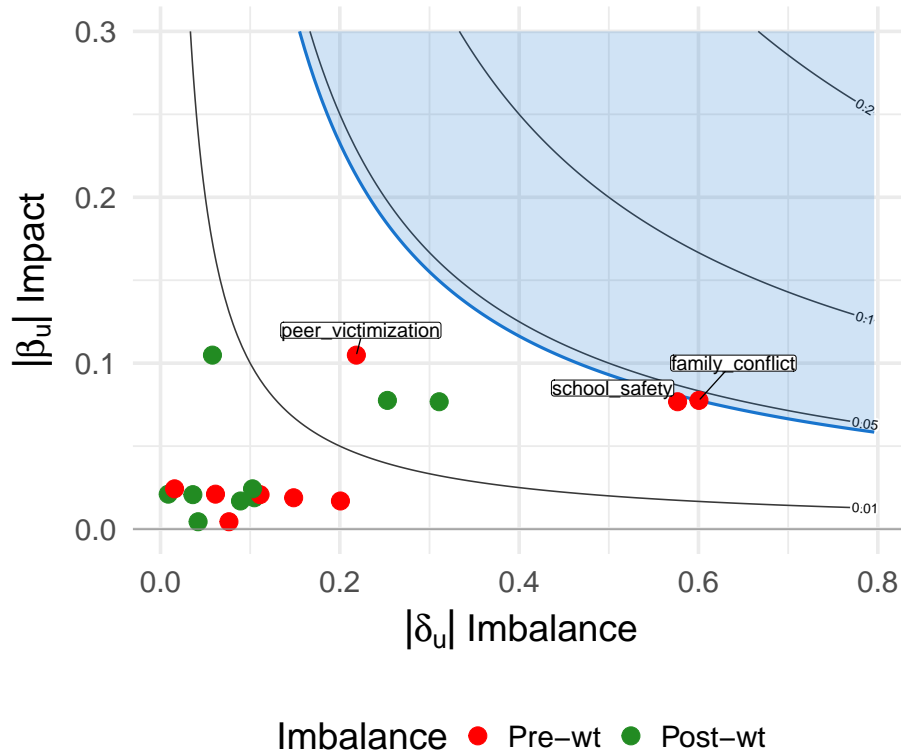 0.3
0.2
0.2
0.1
peer_victimization
0.1
family_conflict
school_safety
0.05
0.01
0.0
0.0 0.2 0.4 0.6 0.8
|βu| Impact
|δu| Imbalance
Imbalance Pre−wt Post−wt